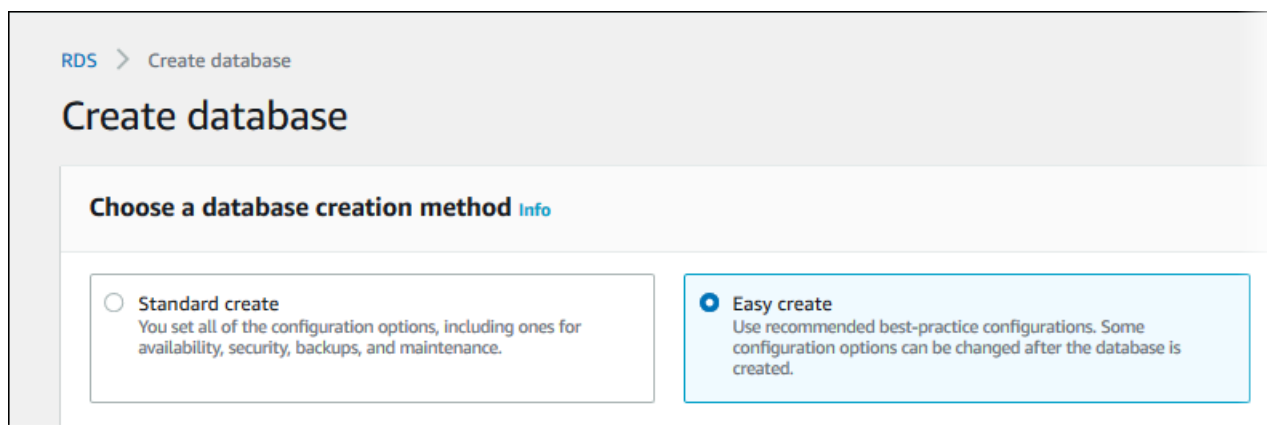 RDS > Create database
Create database
Choose a database creation method Info
Standard create
You set all of the configuration options, including ones for
availability, security, backups, and maintenance.
Easy create
Use recommended best-practice configurations. Some
configuration options can be changed after the database is
created.